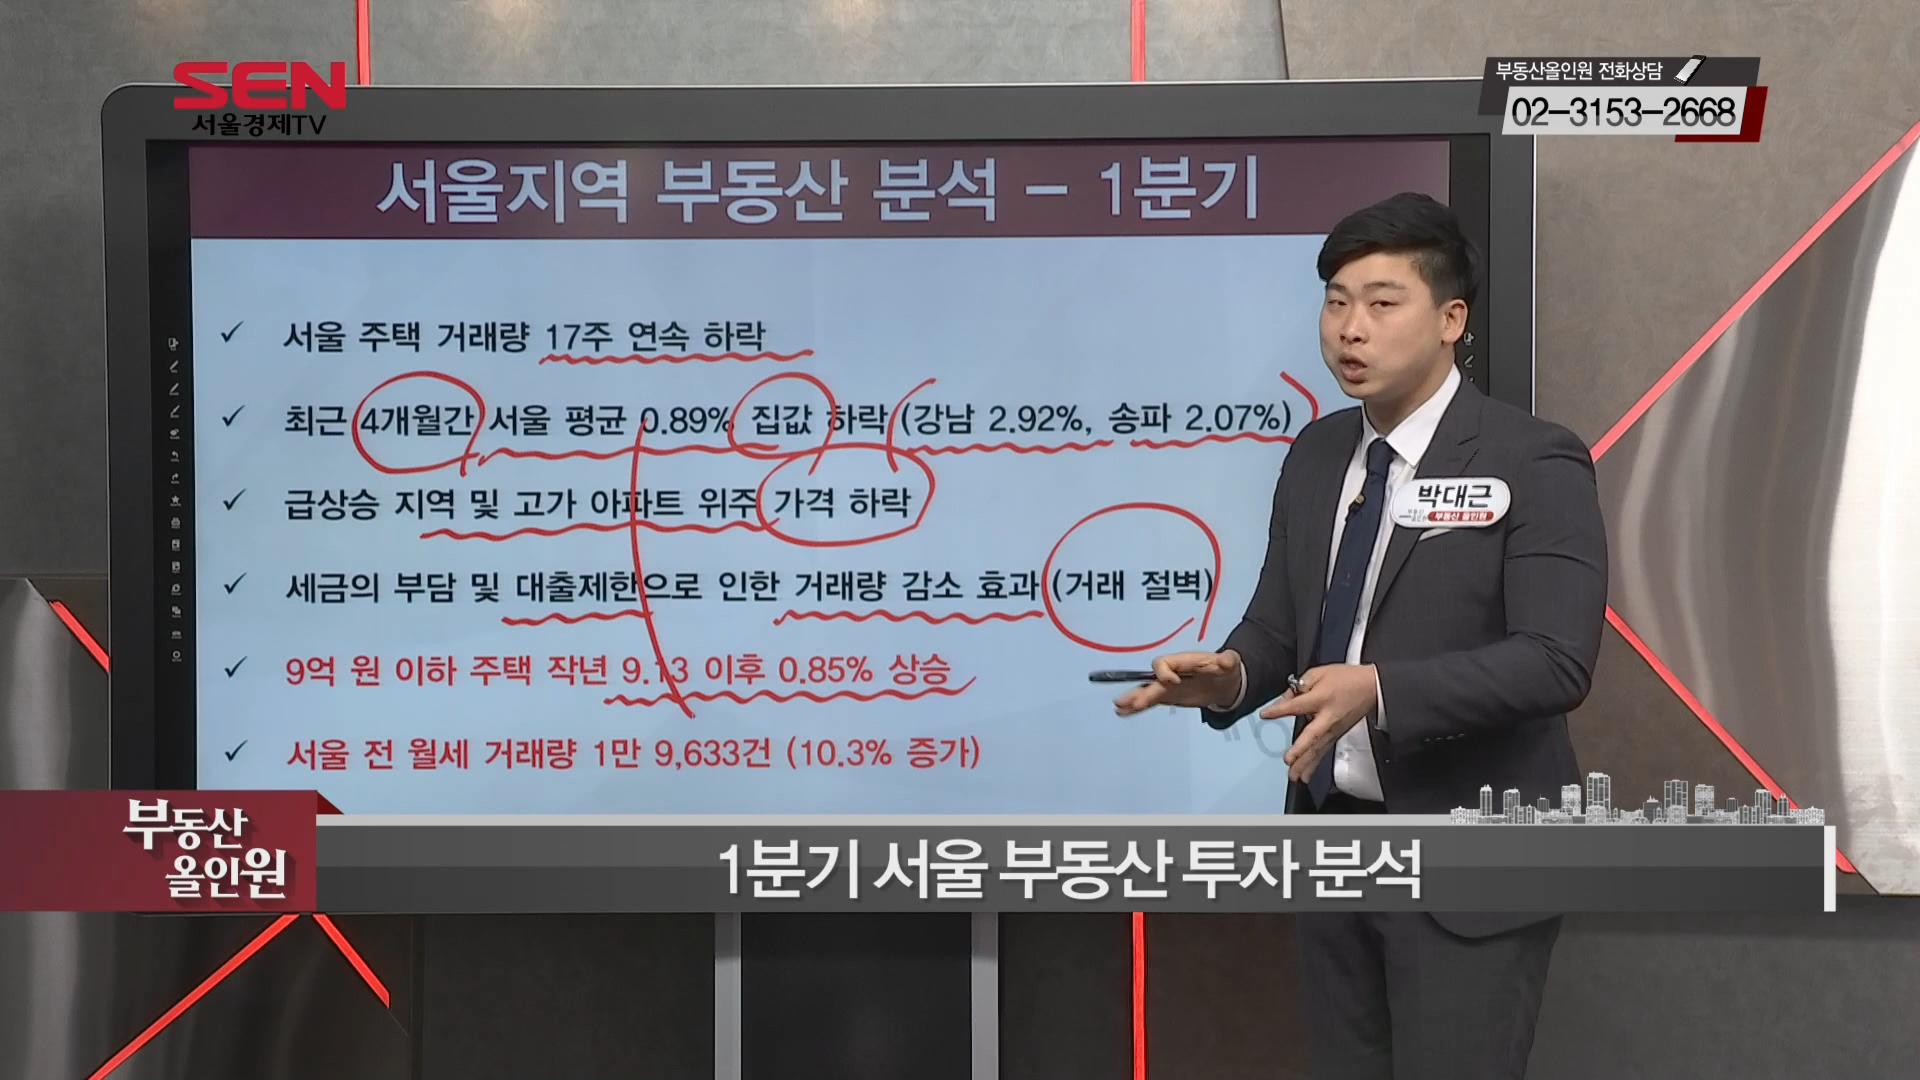 SEN
서울경제TV
부동산올인원 전화상담
02-3153-2668
서울지역 부동산 분석 - 1분기
✓ 서울 주택 거래량 17주 연속 하락
✓ 최근 4개월간 서울 평균 0.89% 집값 하락 (강남 2.92%, 송파 2.07%)
✓ 급상승 지역 및 고가 아파트 위주 가격 하락
✓ 세금의 부담 및 대출제한으로 인한 거래량 감소 효과 (거래 절벽)
✓ 9억 원 이하 주택 작년 9.13 이후 0.85% 상승
✓ 서울 전 월세 거래량 1만 9,633건 (10.3% 증가)
박대근
부동산 올인원
부동산
올인원
1분기 서울 부동산 투자 분석